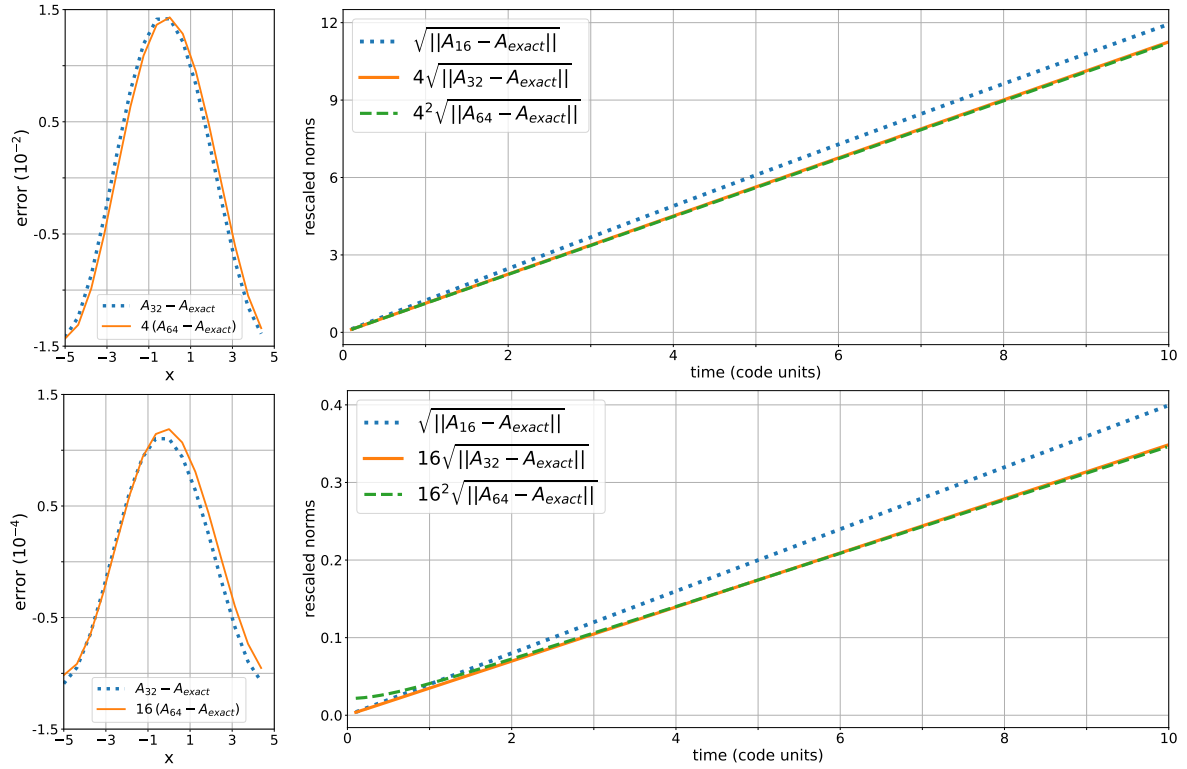 1.5
0.5
-0.5
-1.5
error (10⁻²)
A₃₂ − A_exact
4 (A₆₄ − A_exact)
−5 −3 −1 1 3 5
x
12
9
6
3
0
rescaled norms
√||A₁₆ − A_exact||
4√||A₃₂ − A_exact||
4²√||A₆₄ − A_exact||
0 2 4 6 8 10
time (code units)
1.5
0.5
-0.5
-1.5
error (10⁻⁴)
A₃₂ − A_exact
16 (A₆₄ − A_exact)
−5 −3 −1 1 3 5
x
0.4
0.3
0.2
0.1
0.0
rescaled norms
√||A₁₆ − A_exact||
16√||A₃₂ − A_exact||
16²√||A₆₄ − A_exact||
0 2 4 6 8 10
time (code units)